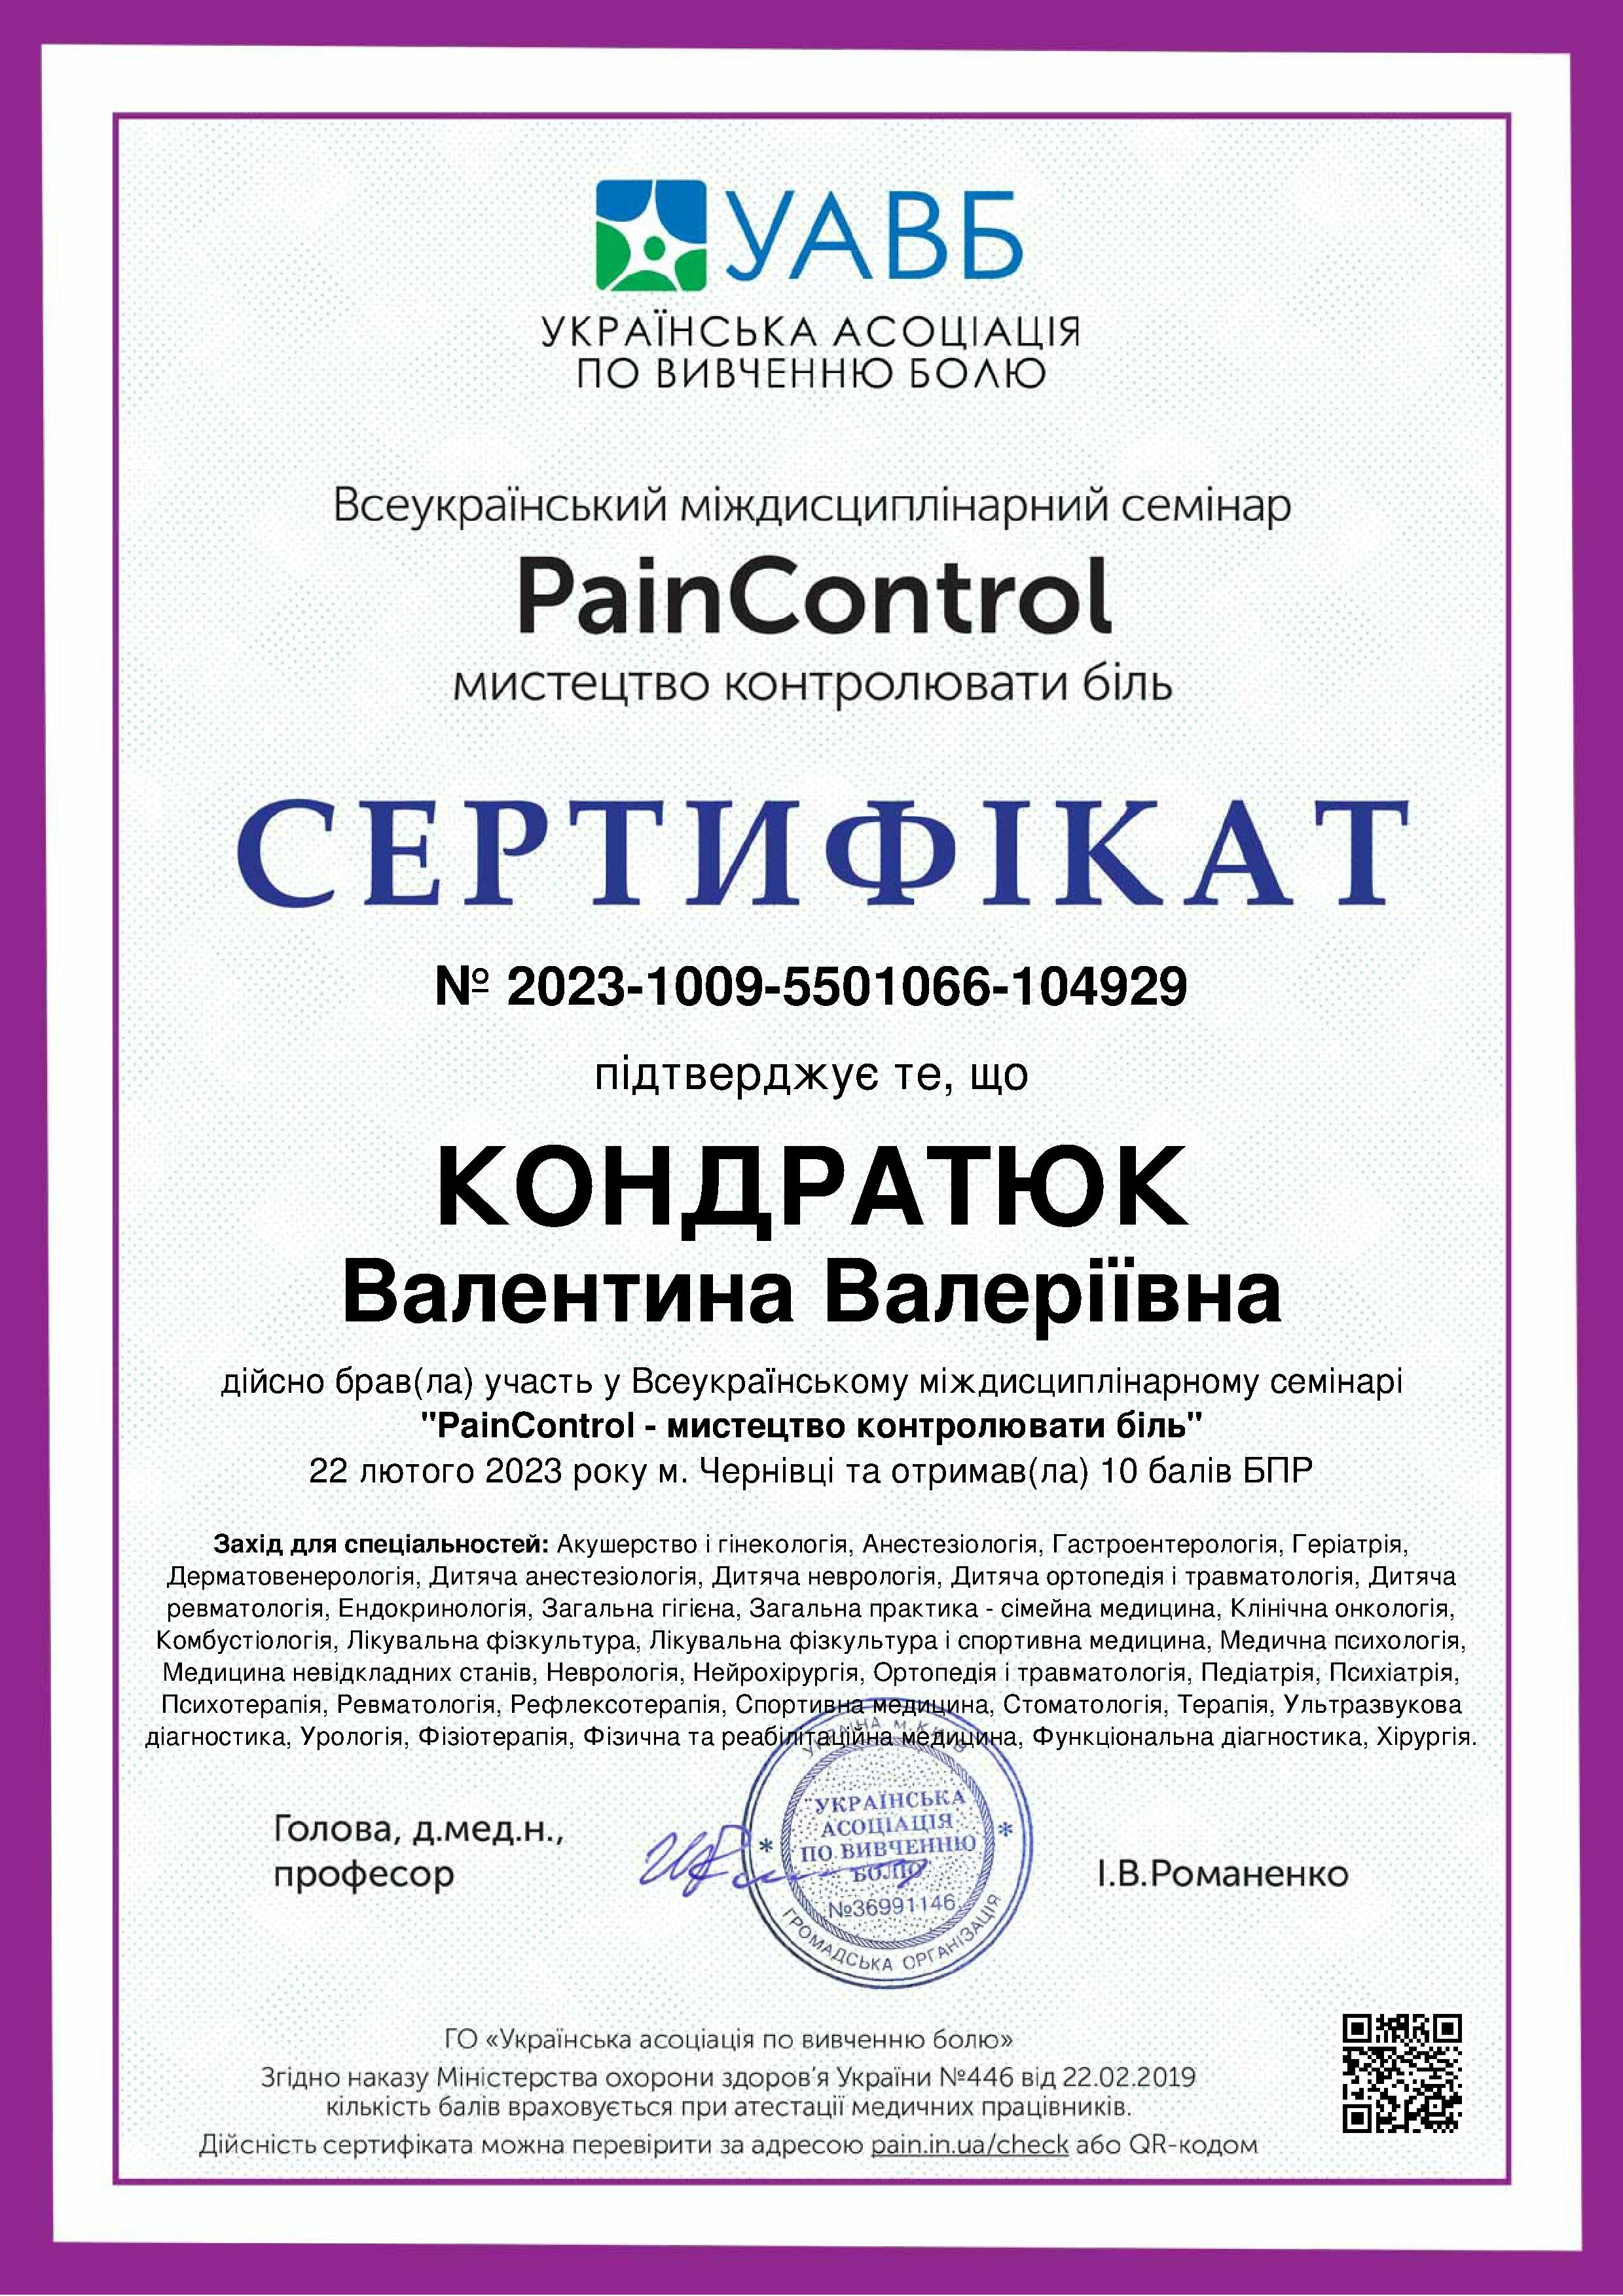 УАВБ
УКРАЇНСЬКА АСОЦІАЦІЯ
ПО ВИВЧЕННЮ БОЛЮ
Всеукраїнський міждисциплінарний семінар
PainControl
мистецтво контролювати біль
СЕРТИФІКАТ
№ 2023-1009-5501066-104929
підтверджує те, що
КОНДРАТЮК
Валентина Валеріївна
дійсно брав(ла) участь у Всеукраїнському міждисциплінарному семінарі
"PainControl - мистецтво контролювати біль"
22 лютого 2023 року м. Чернівці та отримав(ла) 10 балів БПР
Захід для спеціальностей: Акушерство і гінекологія, Анестезіологія, Гастроентерологія, Геріатрія,
Дерматовенерологія, Дитяча анестезіологія, Дитяча неврологія, Дитяча ортопедія і травматологія, Дитяча
ревматологія, Ендокринологія, Загальна гігієна, Загальна практика - сімейна медицина, Клінічна онкологія,
Комбустіологія, Лікувальна фізкультура, Лікувальна фізкультура і спортивна медицина, Медична психологія,
Медицина невідкладних станів, Неврологія, Нейрохірургія, Ортопедія і травматологія, Педіатрія, Психіатрія,
Психотерапія, Ревматологія, Рефлексотерапія, Спортивна медицина, Стоматологія, Терапія, Ультразвукова
діагностика, Урологія, Фізіотерапія, Фізична та реабілітаційна медицина, Функціональна діагностика, Хірургія.
Голова, д.мед.н.,
професор
УКРАЇНА м.КИЇВ
УКРАЇНСЬКА
АСОЦІАЦІЯ
ПО ВИВЧЕННЮ
БОЛЮ
№36991146
ГРОМАДСЬКА ОРГАНІЗАЦІЯ
І.В.Романенко
ГО «Українська асоціація по вивченню болю»
Згідно наказу Міністерства охорони здоров'я України №446 від 22.02.2019
кількість балів враховується при атестації медичних працівників.
Дійсність сертифіката можна перевірити за адресою pain.in.ua/check або QR-кодом